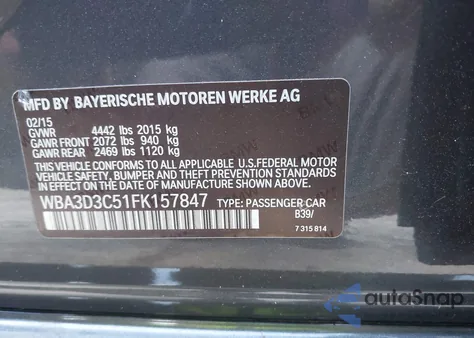 MFD BY BAYERISCHE MOTOREN WERKE AG
02/15
GVWR 4442 lbs 2015 kg
GAWR FRONT 2072 lbs 940 kg
GAWR REAR 2469 lbs 1120 kg
THIS VEHICLE CONFORMS TO ALL APPLICABLE U.S.FEDERAL MOTOR
VEHICLE SAFETY, BUMPER, AND THEFT PREVENTION STANDARDS
IN EFFECT ON THE DATE OF MANUFACTURE SHOWN ABOVE.
WBA3D3C51FK157847 TYPE: PASSENGER CAR
B39/
7 315 814
autoSnap